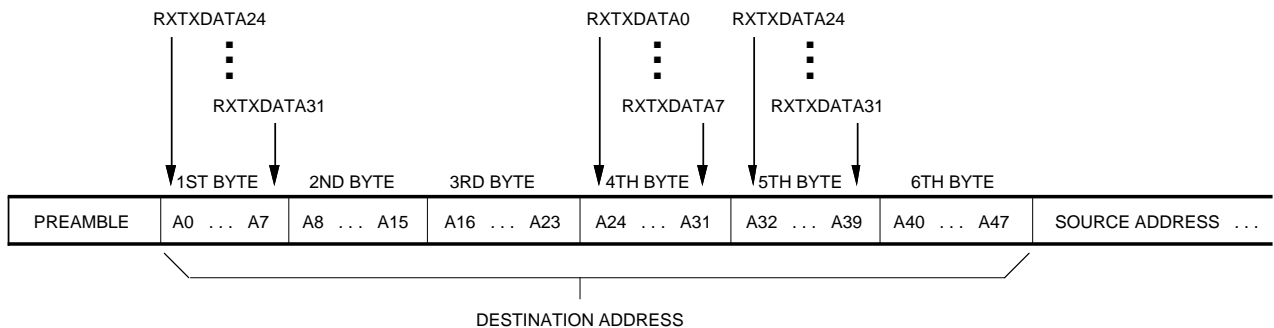 RXTXDATA24 RXTXDATA0 RXTXDATA24
RXTXDATA31 RXTXDATA7 RXTXDATA31
1ST BYTE 2ND BYTE 3RD BYTE 4TH BYTE 5TH BYTE 6TH BYTE
PREAMBLE A0 ... A7 A8 ... A15 A16 ... A23 A24 ... A31 A32 ... A39 A40 ... A47 SOURCE ADDRESS ...
DESTINATION ADDRESS